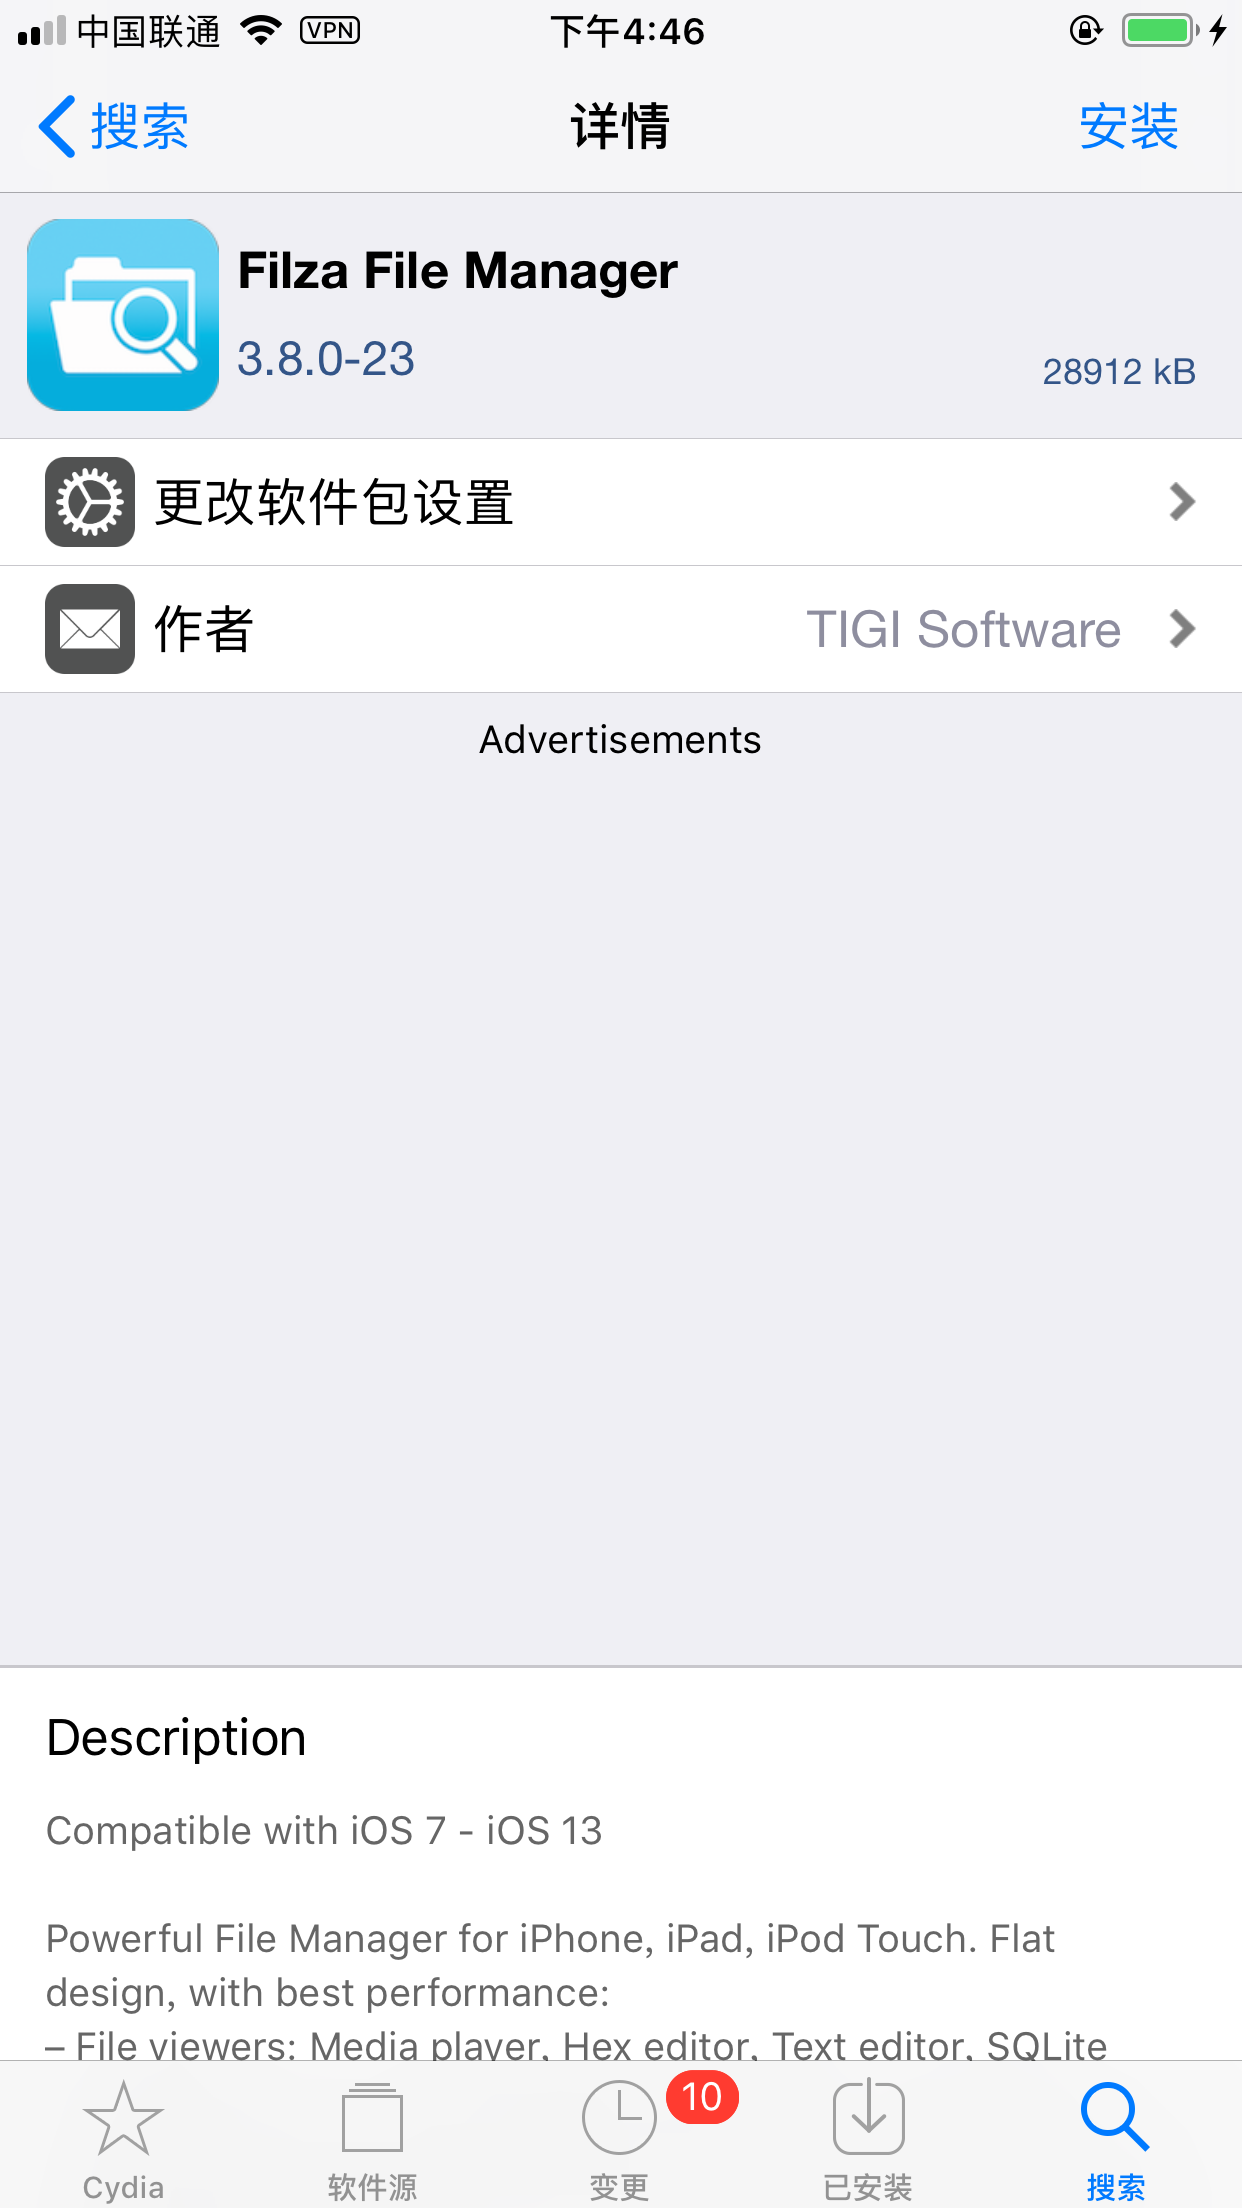 中国联通 VPN 下午4:46
搜索 详情 安装
Filza File Manager
3.8.0-23 28912 kB
更改软件包设置
作者 TIGI Software
Advertisements
Description
Compatible with iOS 7 - iOS 13
Powerful File Manager for iPhone, iPad, iPod Touch. Flat
design, with best performance:
– File viewers: Media player, Hex editor, Text editor, SQLite
10
Cydia 软件源 变更 已安装 搜索